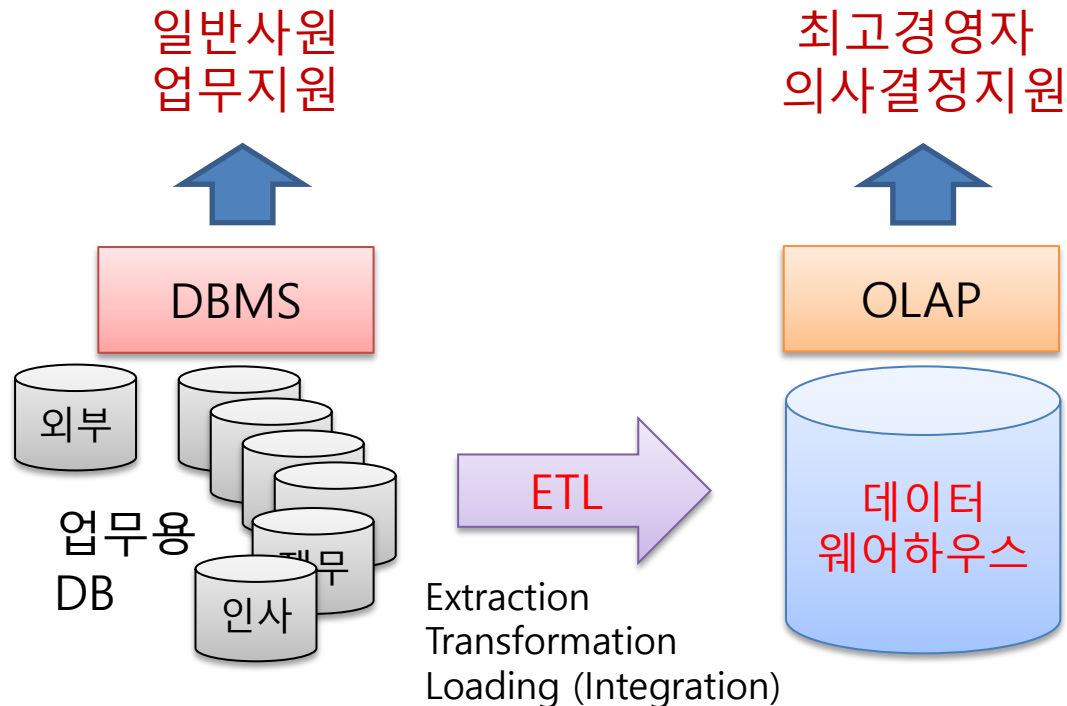 일반사원
업무지원
최고경영자
의사결정지원
DBMS
OLAP
외부
업무용
DB
인사
ETL
Extraction
Transformation
Loading (Integration)
데이터
웨어하우스